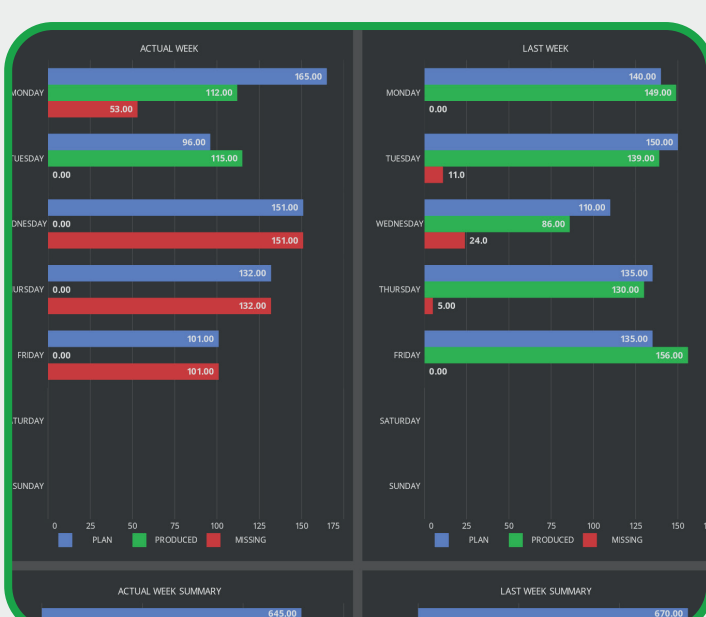 ACTUAL WEEK
165.00
MONDAY 112.00
53.00
96.00
TUESDAY 115.00
0.00
151.00
DNESDAY 0.00
151.00
132.00
URSDAY 0.00
132.00
101.00
FRIDAY 0.00
101.00
TURDAY
SUNDAY
0 25 50 75 100 125 150 175
PLAN PRODUCED MISSING
LAST WEEK
140.00
MONDAY 149.00
0.00
150.00
TUESDAY 139.00
11.0
110.00
WEDNESDAY 86.00
24.0
135.00
THURSDAY 130.00
5.00
135.00
FRIDAY 156.00
0.00
SATURDAY
SUNDAY
0 25 50 75 100 125 150 1
PLAN PRODUCED MISSING
ACTUAL WEEK SUMMARY
645.00
LAST WEEK SUMMARY
670.00